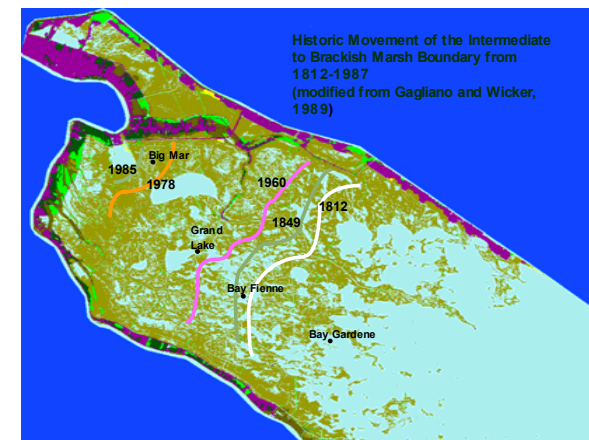 Historic Movement of the Intermediate
to Brackish Marsh Boundary from
1812-1987
(modified from Gagliano and Wicker,
1989)
Big Mar
1985
1978
1960
1812
1849
Grand
Lake
Bay Fienne
Bay Gardene